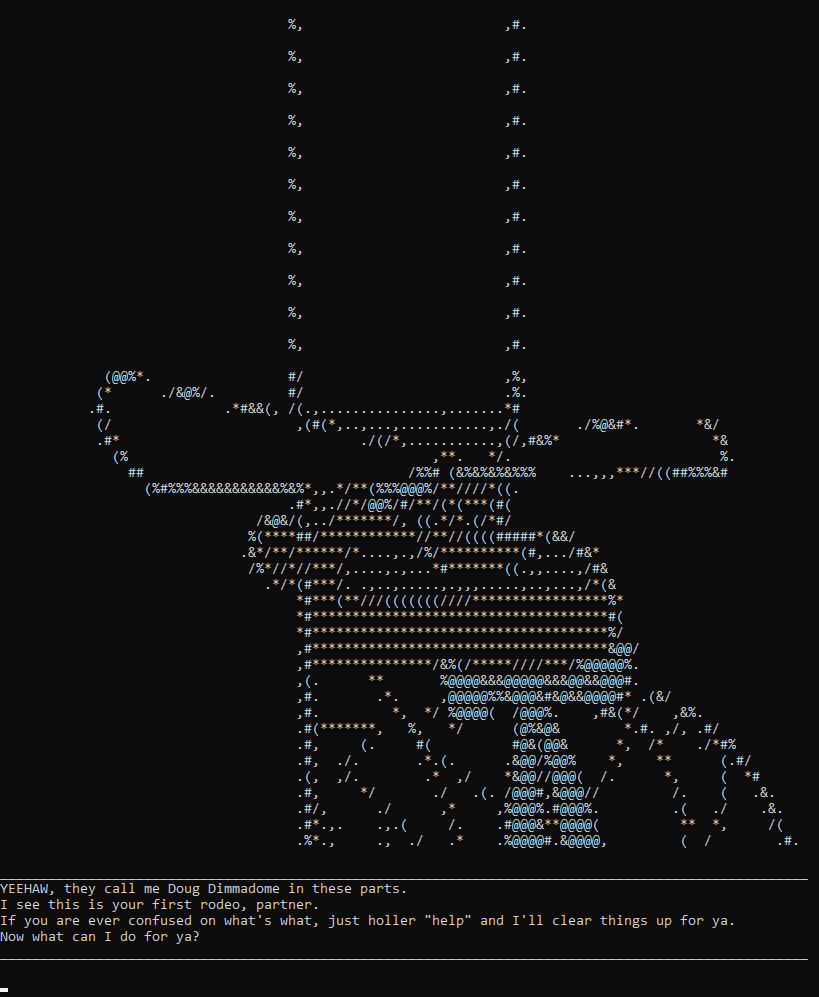 YEEHAW, they call me Doug Dimmadome in these parts.
I see this is your first rodeo, partner.
If you are ever confused on what's what, just holler "help" and I'll clear things up for ya.
Now what can I do for ya?